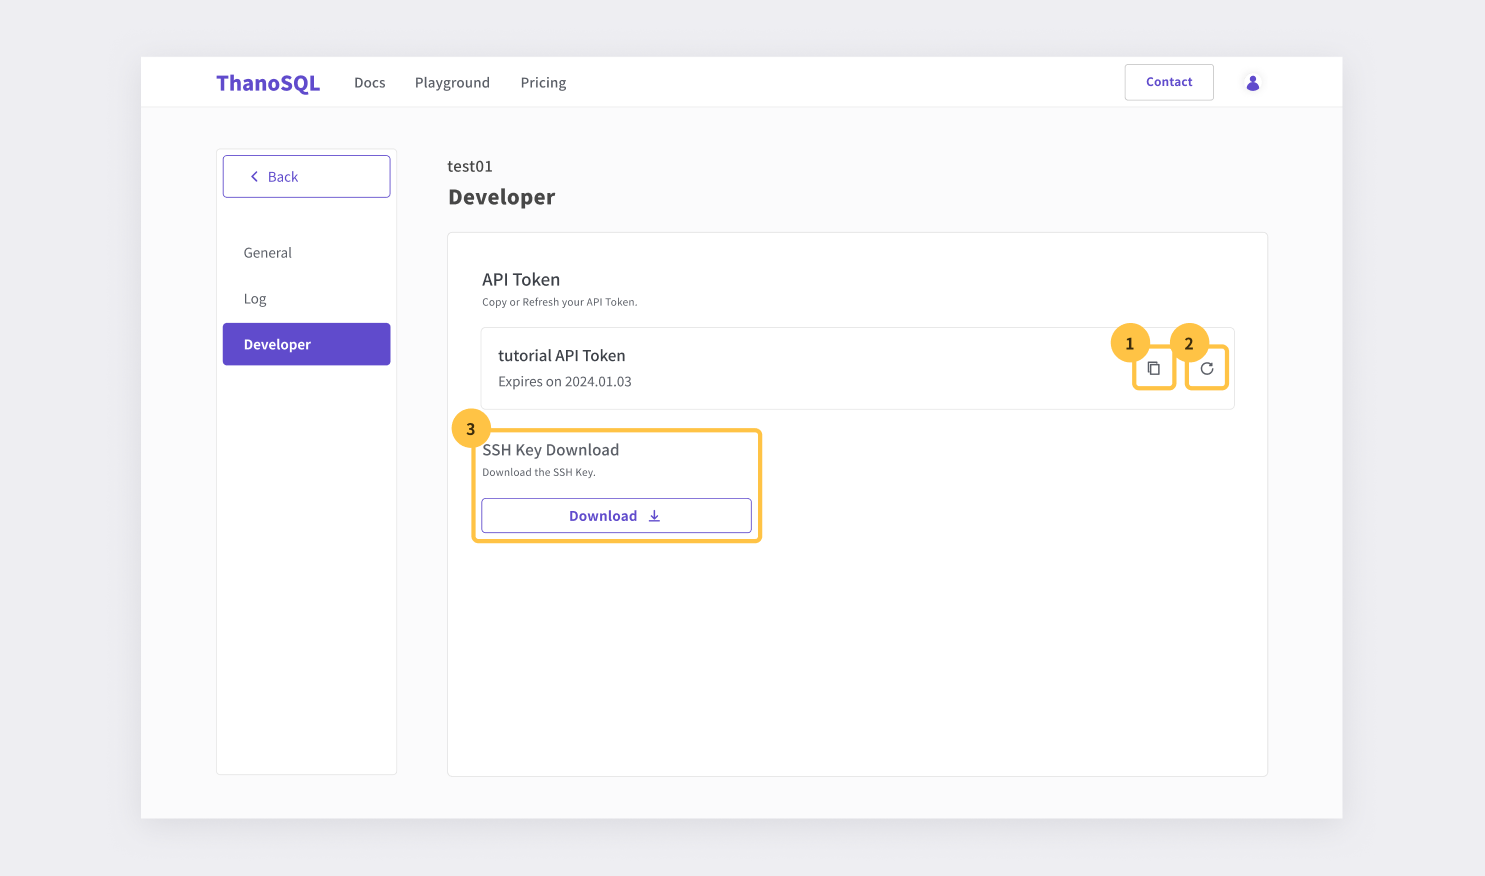 ThanoSQL
Docs
Playground
Pricing
Contact
Back
General
Log
Developer
test01
Developer
API Token
Copy or Refresh your API Token.
tutorial API Token
Expires on 2024.01.03
1
2
3
SSH Key Download
Download the SSH Key.
Download